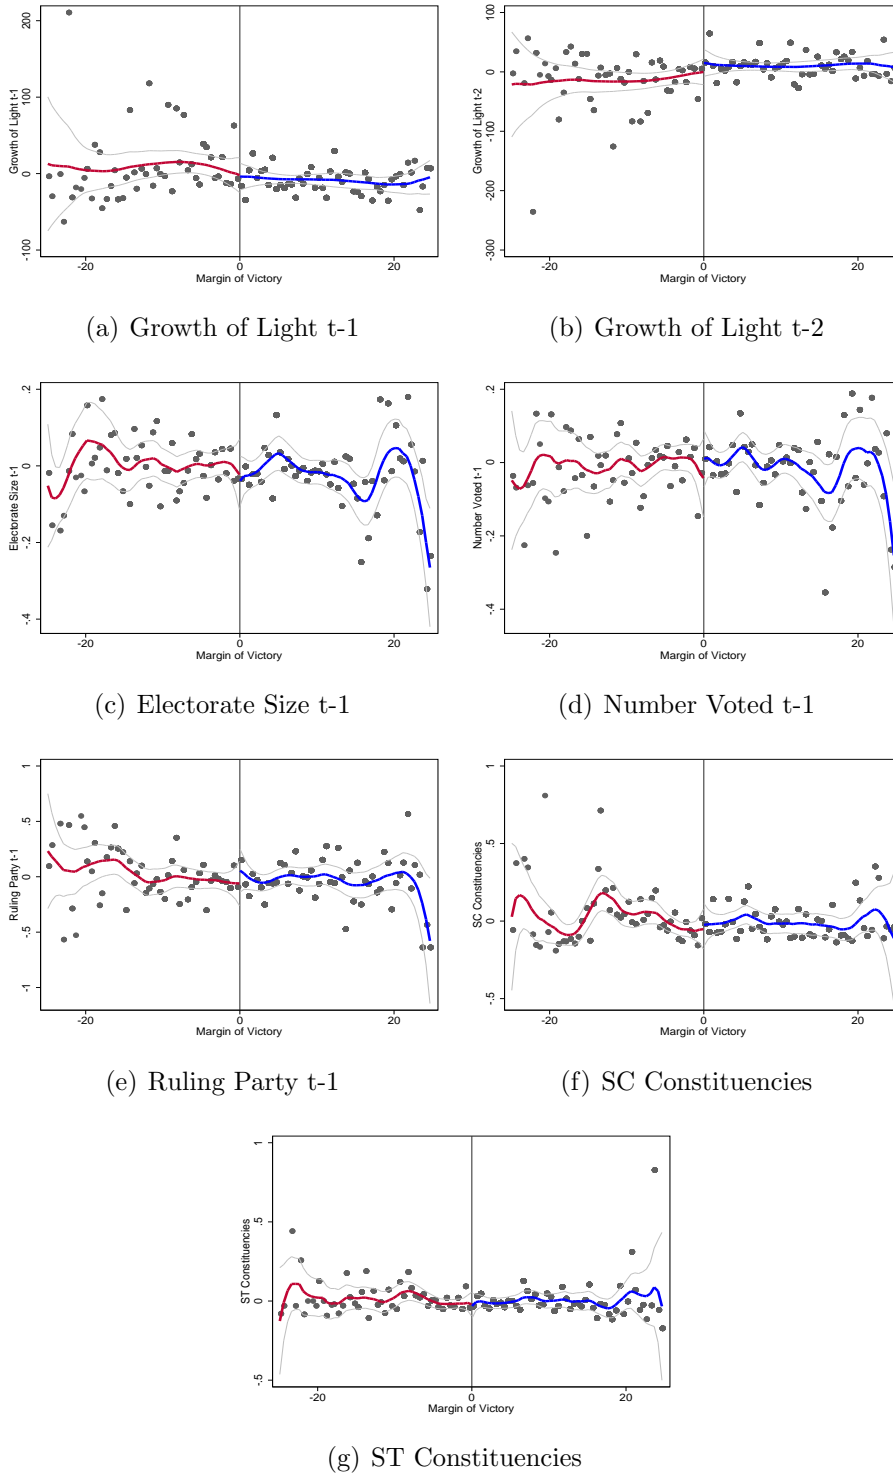 200
100
0
-100
Growth of Light t-1
-20
0
20
Margin of Victory
(a) Growth of Light t-1
100
0
-100
-200
-300
Growth of Light t-2
-20
0
20
Margin of Victory
(b) Growth of Light t-2
.2
0
-.2
-.4
Electorate Size t-1
-20
0
20
Margin of Victory
(c) Electorate Size t-1
.2
0
-.2
-.4
Number Voted t-1
-20
0
20
Margin of Victory
(d) Number Voted t-1
1
.5
0
-.5
-1
Ruling Party t-1
-20
0
20
Margin of Victory
(e) Ruling Party t-1
1
.5
0
-.5
SC Constituencies
-20
0
20
Margin of Victory
(f) SC Constituencies
1
.5
0
-.5
ST Constituencies
-20
0
20
Margin of Victory
(g) ST Constituencies